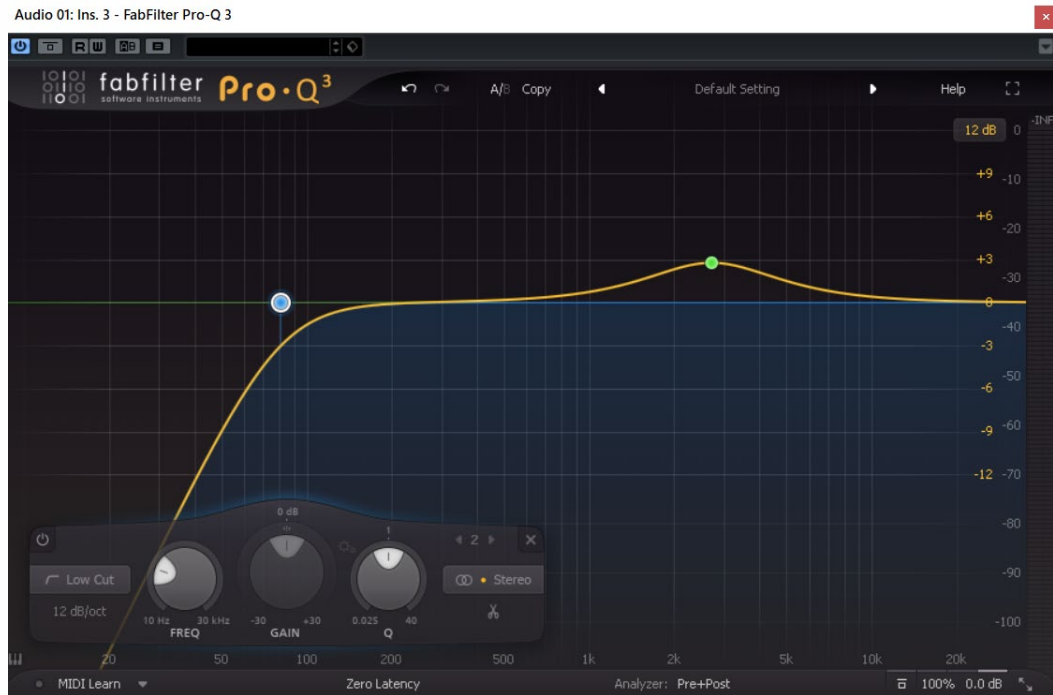 Audio 01: Ins. 3 - FabFilter Pro-Q 3
R W AB
fabfilter
software instruments
Pro·Q³
A/B Copy
Default Setting
Help
-INF
12 dB 0
+9 -10
+6 -20
+3 -30
0 -40
-3 -50
-6 -60
-9
-12 -70
-80
-90
-100
0 dB
1
2
Low Cut
Stereo
12 dB/oct
10 Hz 30 kHz -30 +30 0.025 40
FREQ GAIN Q
20 50 100 200 500 1k 2k 5k 10k 20k
MIDI Learn
Zero Latency
Analyzer: Pre+Post
100% 0.0 dB